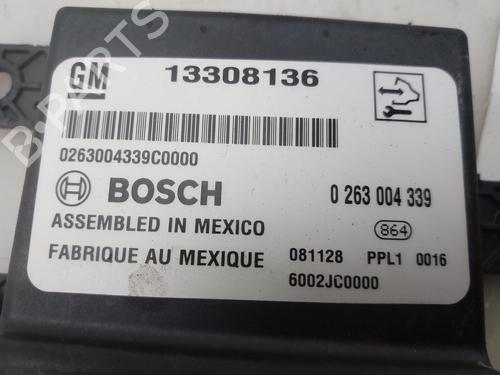 GM 13308136
0263004339C0000
BOSCH 0 263 004 339
ASSEMBLED IN MEXICO 864
FABRIQUE AU MEXIQUE 081128 PPL1 0016
6002JC0000
B-PARTS